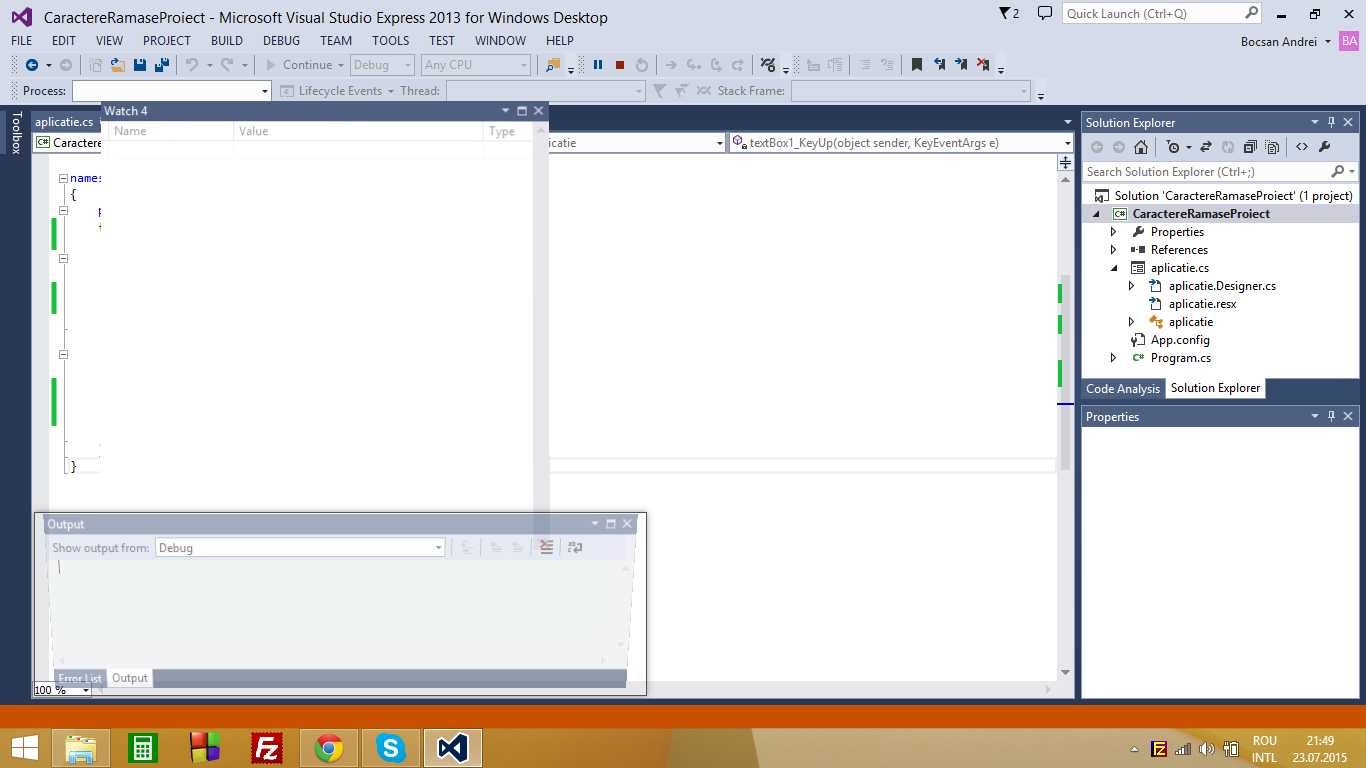 CaractereRamaseProiect - Microsoft Visual Studio Express 2013 for Windows Desktop
2
Quick Launch (Ctrl+Q)
FILE EDIT VIEW PROJECT BUILD DEBUG TEAM TOOLS TEST WINDOW HELP
Bocsan Andrei
BA
Continue
Debug
Any CPU
Process:
Lifecycle Events
Thread:
Stack Frame:
Toolbox
aplicatie.cs
Watch 4
Name Value Type
C# Caractere
icatie
textBox1_KeyUp(object sender, KeyEventArgs e)
names
{
}
Output
Show output from: Debug
Error List Output
100 %
Solution Explorer
Search Solution Explorer (Ctrl+;)
Solution 'CaractereRamaseProiect' (1 project)
C# CaractereRamaseProiect
Properties
References
aplicatie.cs
aplicatie.Designer.cs
aplicatie.resx
aplicatie
App.config
C# Program.cs
Code Analysis Solution Explorer
Properties
Fz
S
Fz
ROU
INTL
21:49
23.07.2015